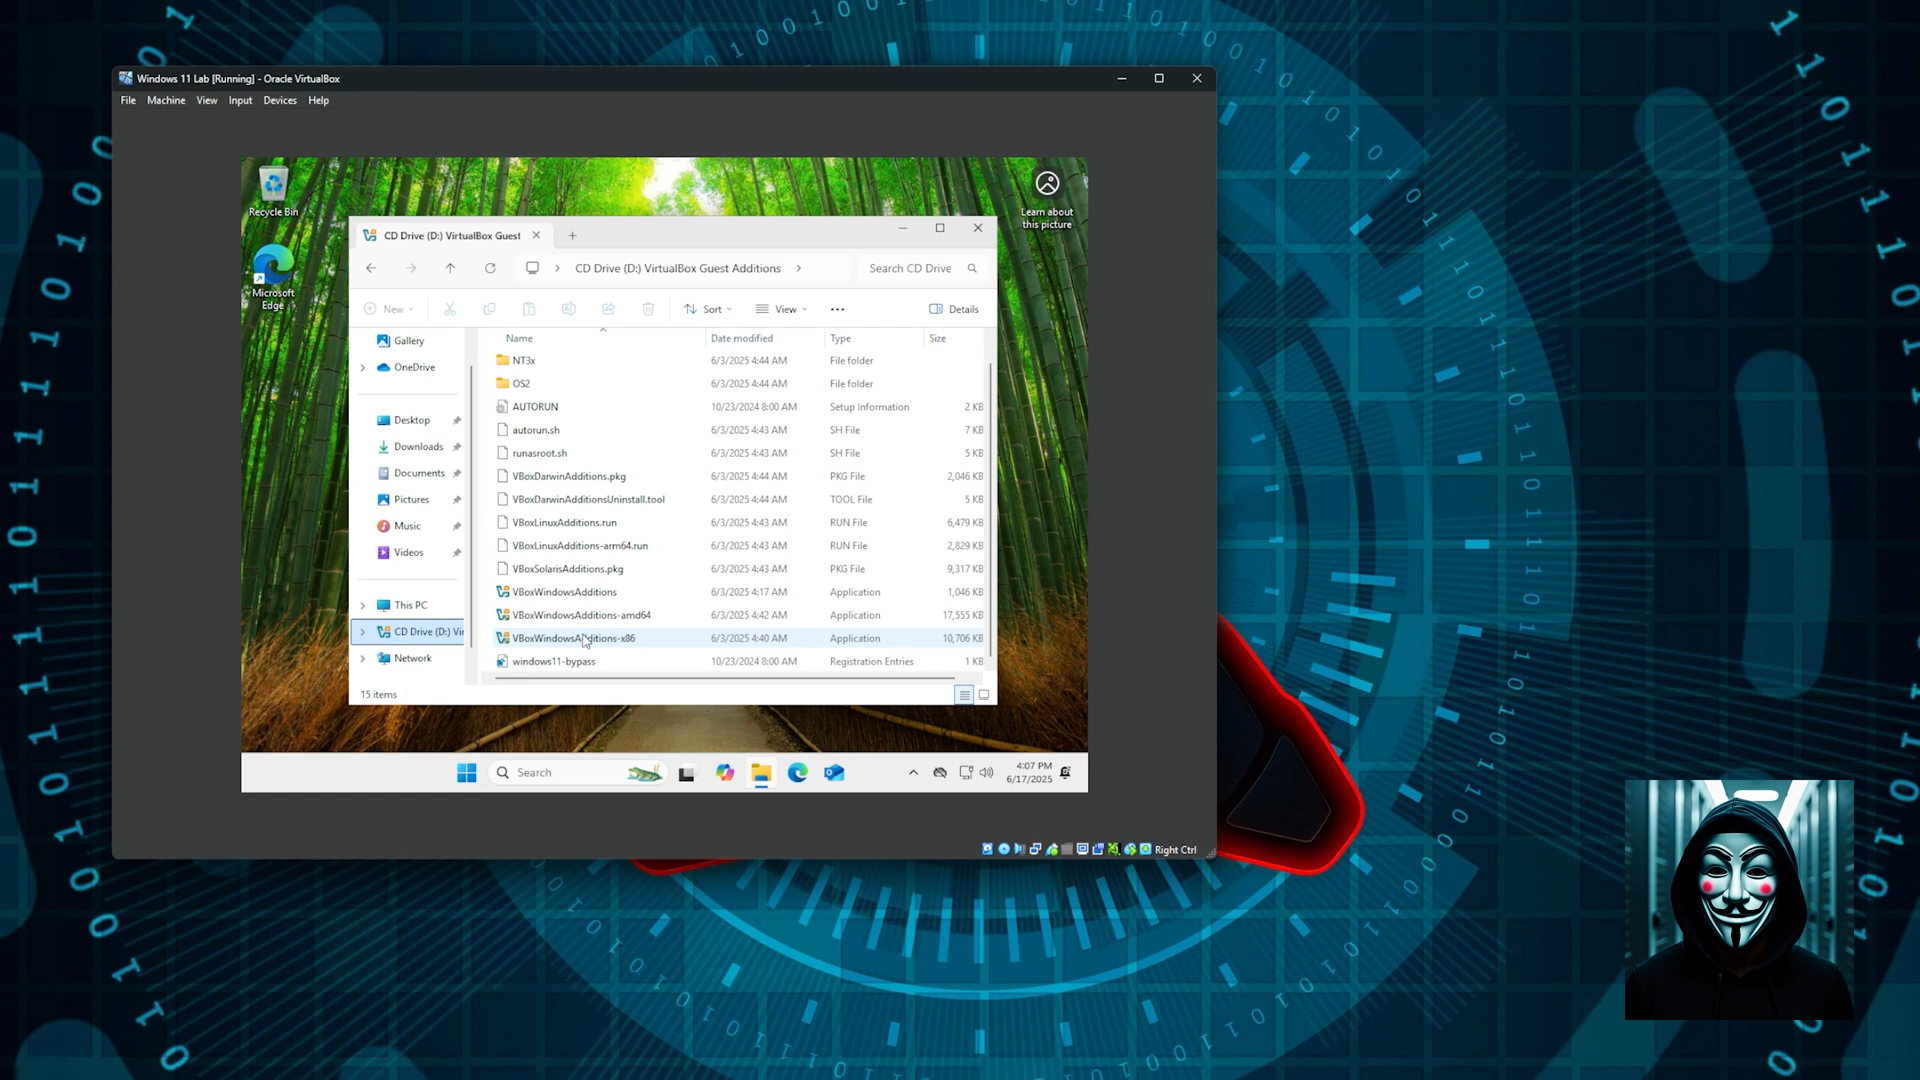 Windows 11 Lab [Running] - Oracle VirtualBox
File Machine View Input Devices Help
Recycle Bin
Microsoft Edge
Learn about this picture
CD Drive (D:) VirtualBox Guest
CD Drive (D:) VirtualBox Guest Additions
Search CD Drive
New Sort View Details
Gallery
OneDrive
Desktop
Downloads
Documents
Pictures
Music
Videos
This PC
CD Drive (D:) Vir
Network
Name Date modified Type Size
NT3x 6/3/2025 4:44 AM File folder
OS2 6/3/2025 4:44 AM File folder
AUTORUN 10/23/2024 8:00 AM Setup Information 2 KB
autorun.sh 6/3/2025 4:43 AM SH File 7 KB
runasroot.sh 6/3/2025 4:43 AM SH File 5 KB
VBoxDarwinAdditions.pkg 6/3/2025 4:44 AM PKG File 2,046 KB
VBoxDarwinAdditionsUninstall.tool 6/3/2025 4:44 AM TOOL File 5 KB
VBoxLinuxAdditions.run 6/3/2025 4:43 AM RUN File 6,479 KB
VBoxLinuxAdditions-arm64.run 6/3/2025 4:43 AM RUN File 2,829 KB
VBoxSolarisAdditions.pkg 6/3/2025 4:43 AM PKG File 9,317 KB
VBoxWindowsAdditions 6/3/2025 4:17 AM Application 1,046 KB
VBoxWindowsAdditions-amd64 6/3/2025 4:42 AM Application 17,555 KB
VBoxWindowsAdditions-x86 6/3/2025 4:40 AM Application 10,706 KB
windows11-bypass 10/23/2024 8:00 AM Registration Entries 1 KB
15 items
Search
4:07 PM
6/17/2025
Right Ctrl